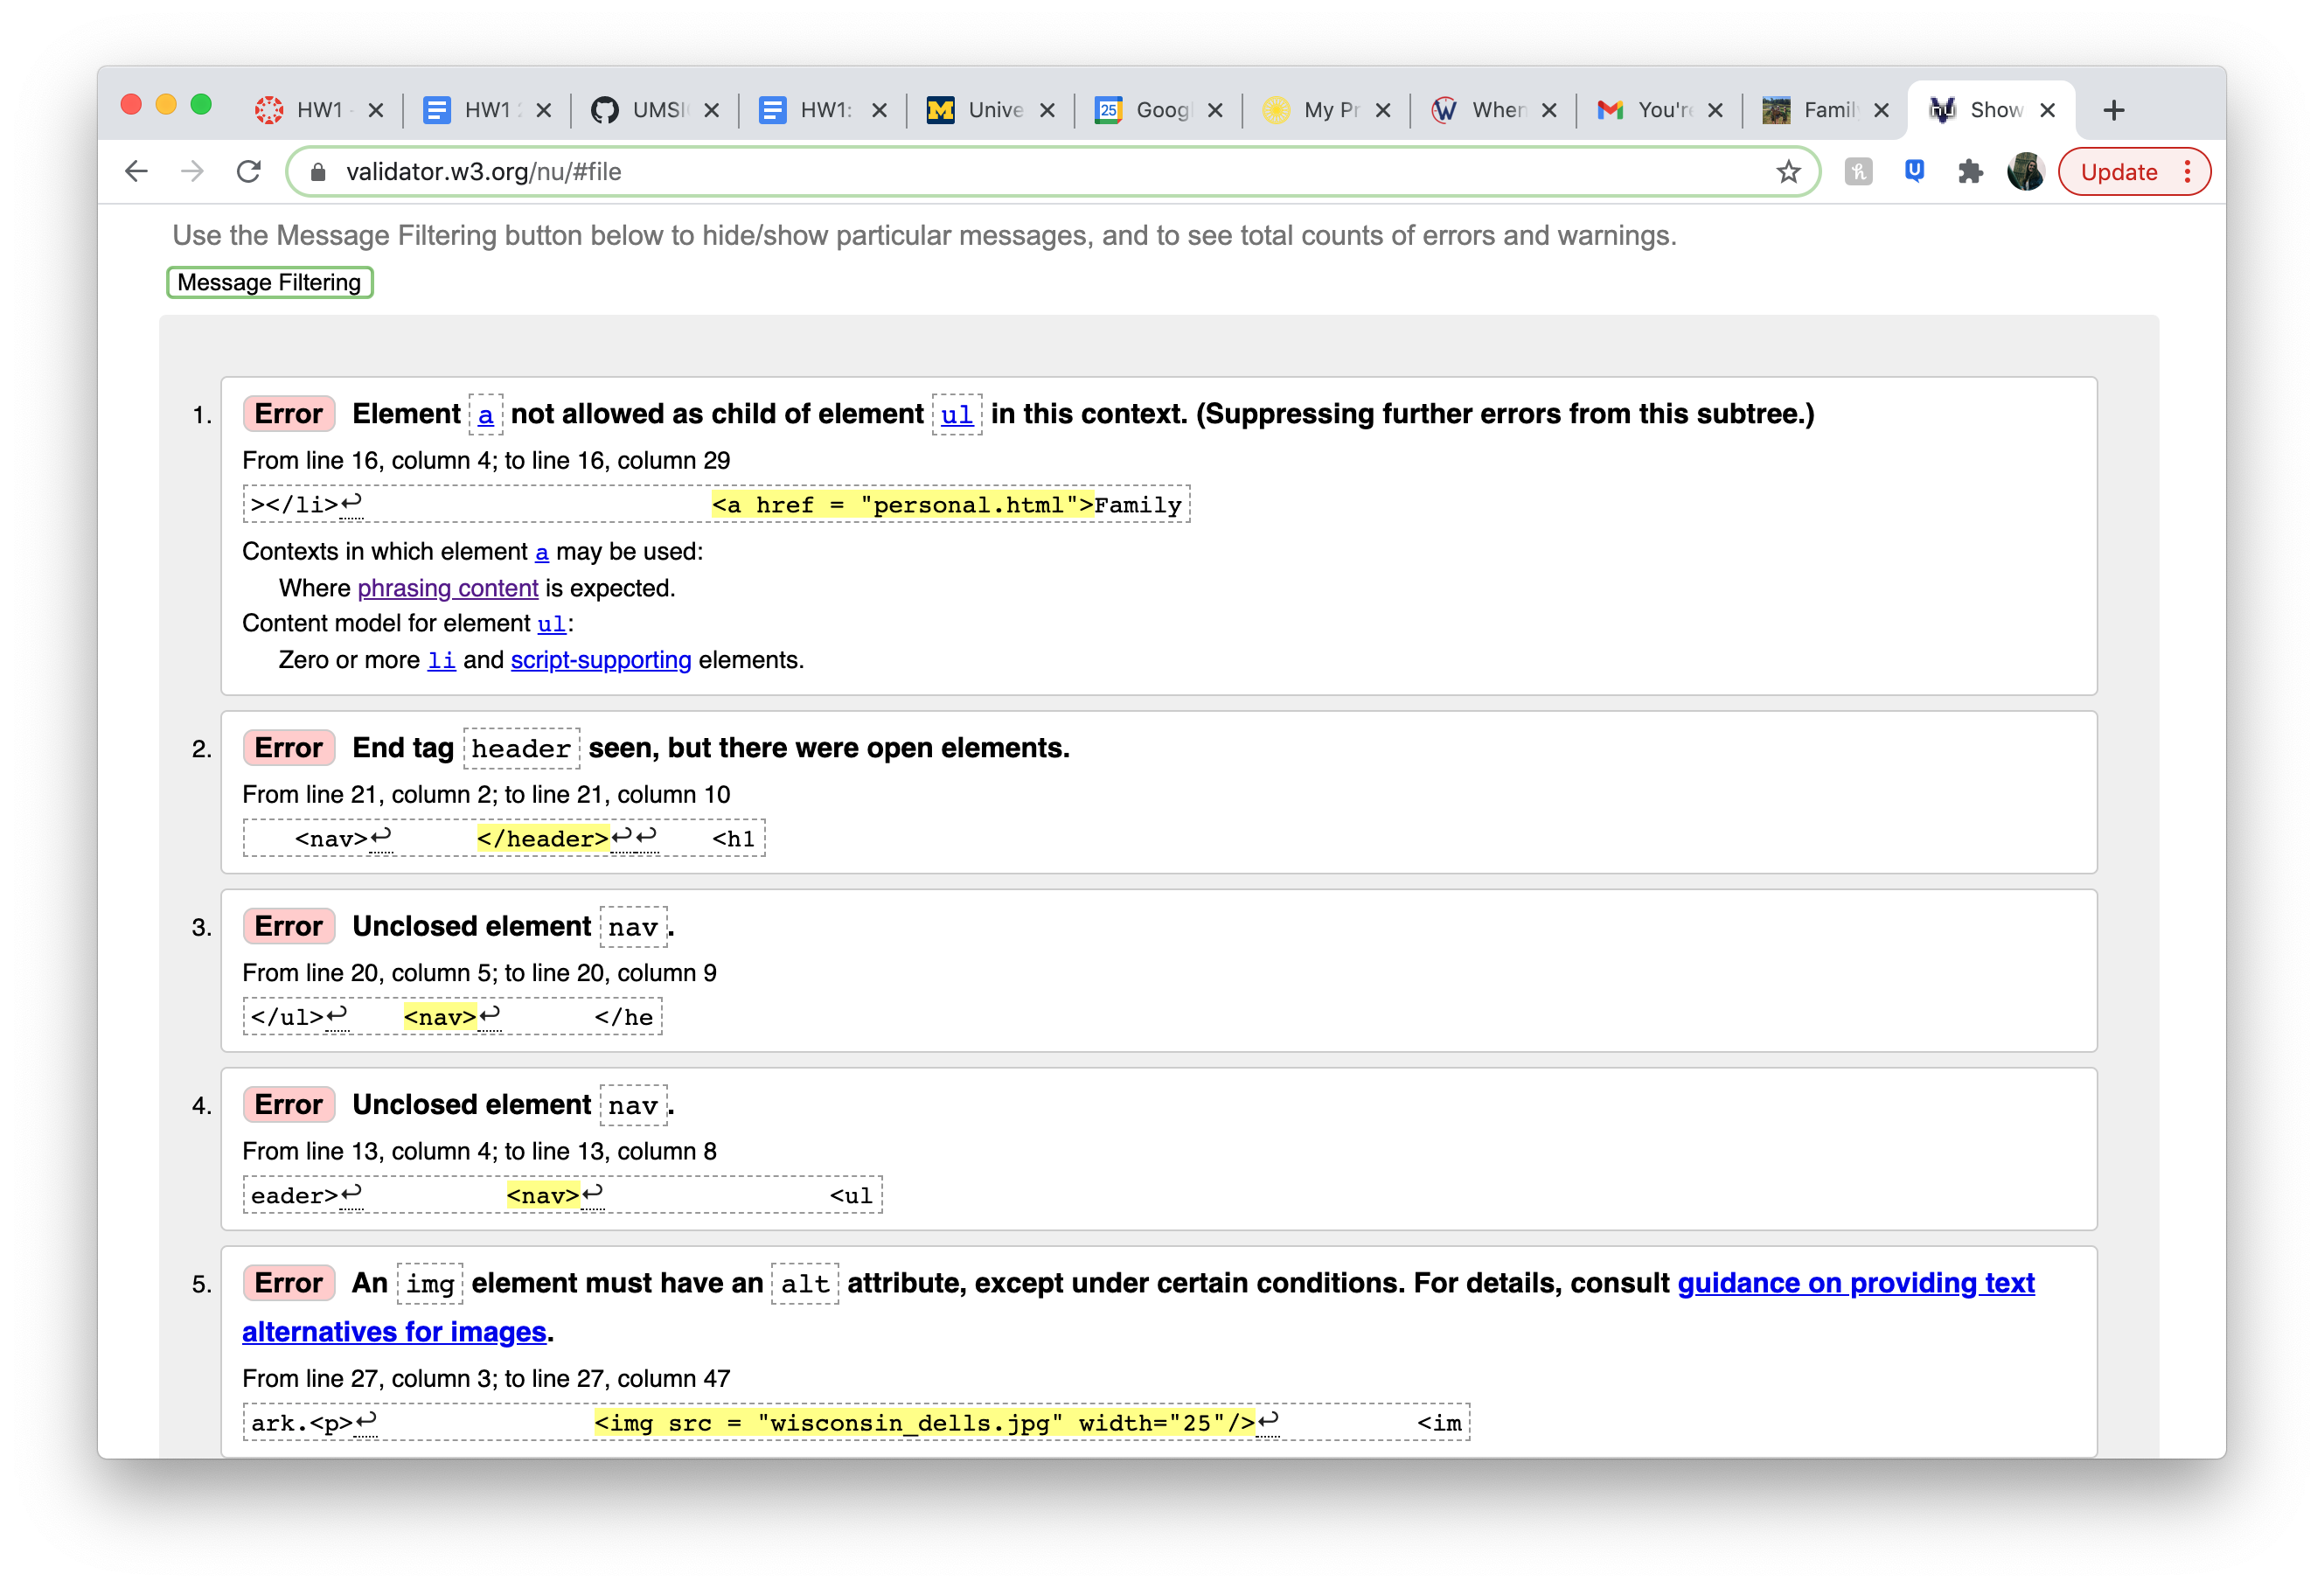 HW1 - HW1 2 UMSI HW1: Unive Googl My Pr When You're Famil Show
validator.w3.org/nu/#file Update
Use the Message Filtering button below to hide/show particular messages, and to see total counts of errors and warnings.
Message Filtering
1. Error Element a not allowed as child of element ul in this context. (Suppressing further errors from this subtree.)
From line 16, column 4; to line 16, column 29
></li>↩ <a href = "personal.html">Family
Contexts in which element a may be used:
Where phrasing content is expected.
Content model for element ul:
Zero or more li and script-supporting elements.
2. Error End tag header seen, but there were open elements.
From line 21, column 2; to line 21, column 10
<nav>↩ </header>↩↩ <h1
3. Error Unclosed element nav.
From line 20, column 5; to line 20, column 9
</ul>↩ <nav>↩ </he
4. Error Unclosed element nav.
From line 13, column 4; to line 13, column 8
eader>↩ <nav>↩ <ul
5. Error An img element must have an alt attribute, except under certain conditions. For details, consult guidance on providing text
alternatives for images.
From line 27, column 3; to line 27, column 47
ark.<p>↩ <img src = "wisconsin_dells.jpg" width="25"/>↩ <im